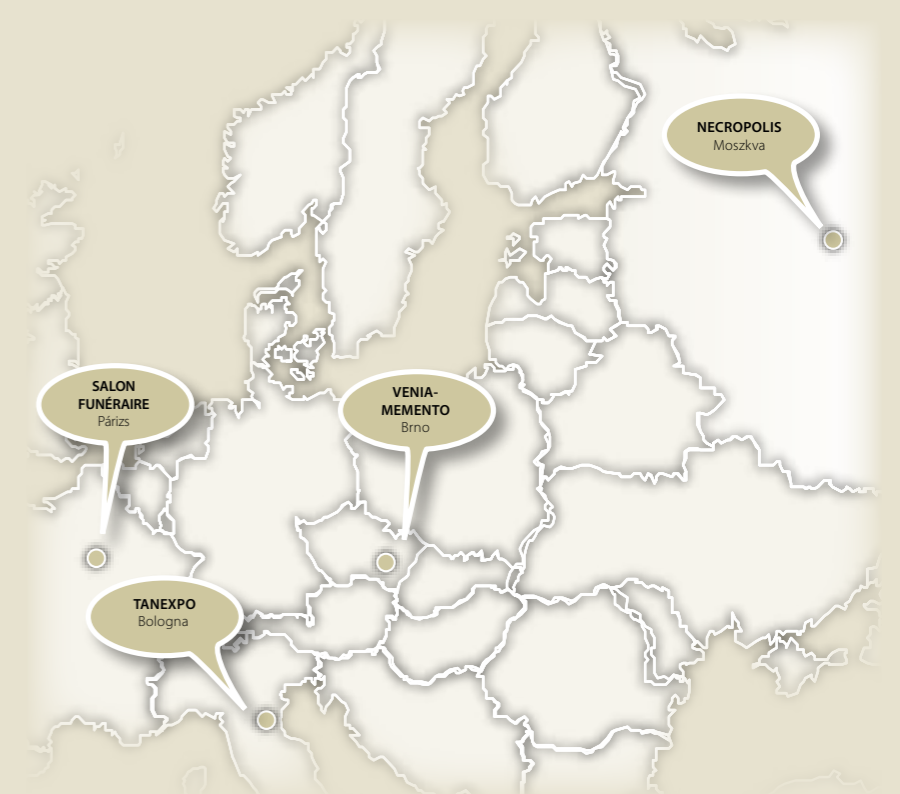 NECROPOLIS
Moszkva
SALON
FUNÉRAIRE
Párizs
VENIA-
MEMENTO
Brno
TANEXPO
Bologna